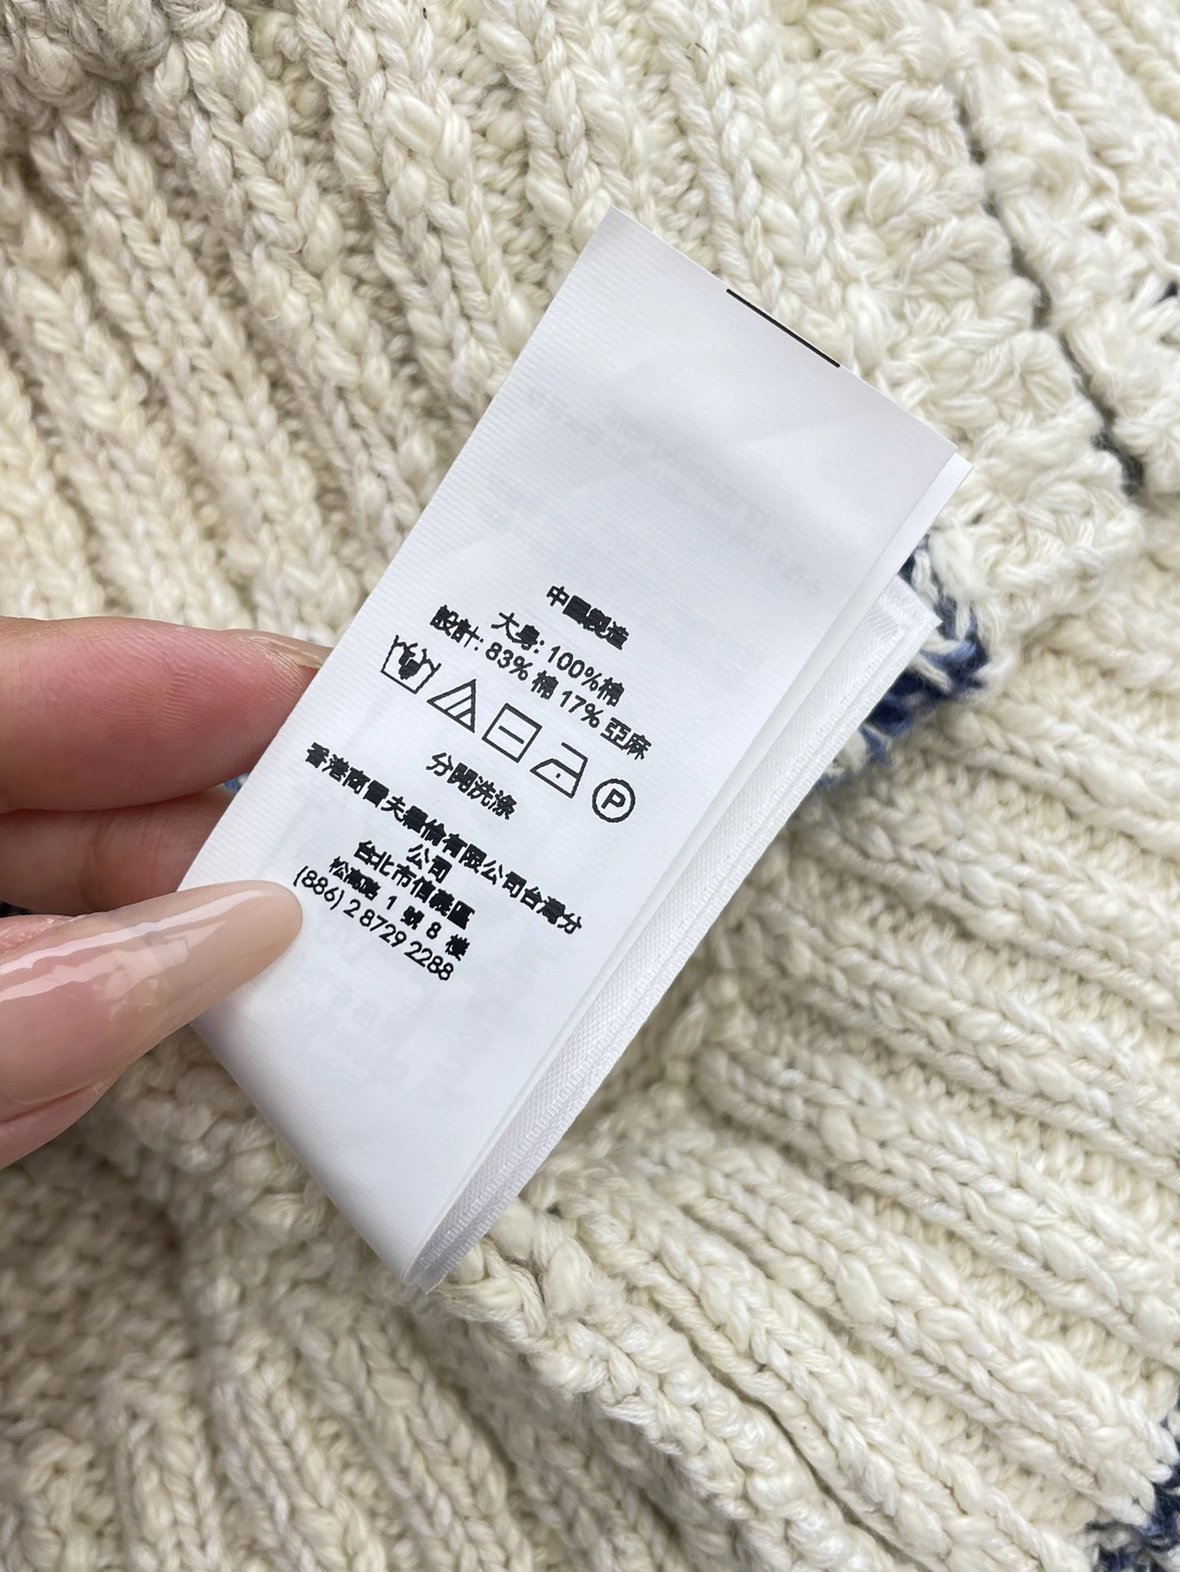 中國製造
大身: 100%棉
設計: 83% 棉 17% 亞麻
P
分開洗滌
香港商雷夫羅倫有限公司台灣分
公司
台北市信義區
松高路 1 號 8 樓
(886) 2 8729 2288